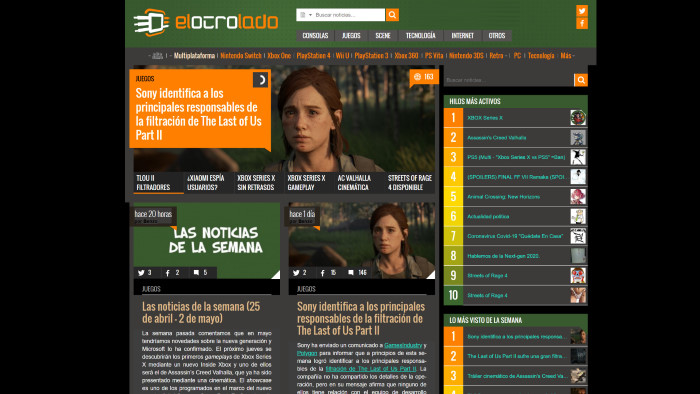 elotrolado
Buscar noticias...
CONSOLAS JUEGOS SCENE TECNOLOGÍA INTERNET OTROS
Multiplataforma Nintendo Switch Xbox One PlayStation 4 Wii U PlayStation 3 Xbox 360 PS Vita Nintendo 3DS Retro PC Tecnología Más
JUEGOS
Sony identifica a los
principales responsables de
la filtración de The Last of Us
Part II
163
TLOU II
FILTRADORES
¿XIAOMI ESPÍA
USUARIOS?
XBOX SERIES X
SIN RETRASOS
XBOX SERIES X
GAMEPLAY
AC VALHALLA
CINEMÁTICA
STREETS OF RAGE
4 DISPONIBLE
hace 20 horas
LAS NOTICIAS
DE LA SEMANA
3 2 5
JUEGOS
Las noticias de la semana (25
de abril - 2 de mayo)
La semana pasada comentamos que en mayo
tendríamos novedades sobre la nueva generación y
Microsoft lo ha confirmado. El próximo jueves se
descubrirán los primeros gameplays de Xbox Series
X mediante un nuevo Inside Xbox y uno de ellos
será el de Assassin's Creed Valhalla, que ya ha sido
presentado mediante una cinemática. El showcase
es uno de los programados en el marco del nuevo
hace 1 día
2 15 146
JUEGOS
Sony identifica a los principales
responsables de la filtración de
The Last of Us Part II
Sony ha enviado un comunicado a GamesIndustry y
Polygon para informar que a principios de esta se-
mana logró identificar a los principales responsa-
bles de la filtración de The Last of Us Part II. La
compañía no ha compartido los detalles de la ope-
ración, pero en su mensaje afirma que ninguno de
ellos tiene relación con el equipo de desarrollo
Buscar noticias...
HILOS MÁS ACTIVOS
1 XBOX Series X
2 Assassin's Creed Valhalla
3 PS5 (Multi - "Xbox Series X vs PS5" =Ban)
4 (SPOILERS) FINAL FF VII Remake (SPOI...
5 Animal Crossing: New Horizons
6 Actualidad política
7 Coronavirus Covid-19 "Quédate En Casa"
8 Hablemos de la Next-gen 2020.
9 Streets of Rage 4
10 Streets of Rage 4
LO MÁS VISTO DE LA SEMANA
1 Sony identifica a los principales responsa...
2 The Last of Us Part II sufre una gran filtra...
3 Tráiler cinemático de Assassin's Creed Va...
4